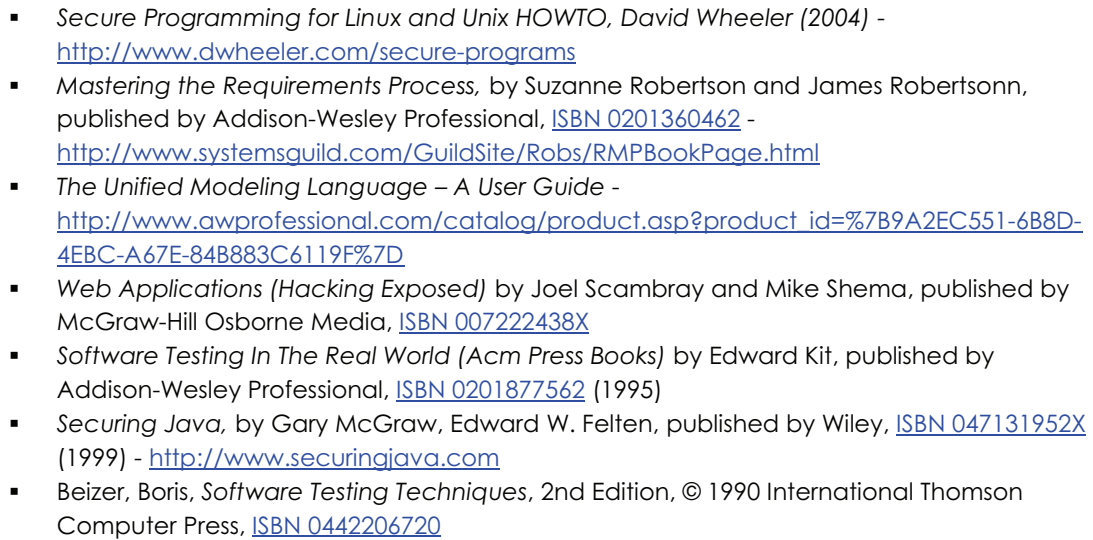 ▪ Secure Programming for Linux and Unix HOWTO, David Wheeler (2004) -
http://www.dwheeler.com/secure-programs
▪ Mastering the Requirements Process, by Suzanne Robertson and James Robertsonn,
published by Addison-Wesley Professional, ISBN 0201360462 -
http://www.systemsguild.com/GuildSite/Robs/RMPBookPage.html
▪ The Unified Modeling Language – A User Guide -
http://www.awprofessional.com/catalog/product.asp?product_id=%7B9A2EC551-6B8D-
4EBC-A67E-84B883C6119F%7D
▪ Web Applications (Hacking Exposed) by Joel Scambray and Mike Shema, published by
McGraw-Hill Osborne Media, ISBN 007222438X
▪ Software Testing In The Real World (Acm Press Books) by Edward Kit, published by
Addison-Wesley Professional, ISBN 0201877562 (1995)
▪ Securing Java, by Gary McGraw, Edward W. Felten, published by Wiley, ISBN 047131952X
(1999) - http://www.securingjava.com
▪ Beizer, Boris, Software Testing Techniques, 2nd Edition, © 1990 International Thomson
Computer Press, ISBN 0442206720